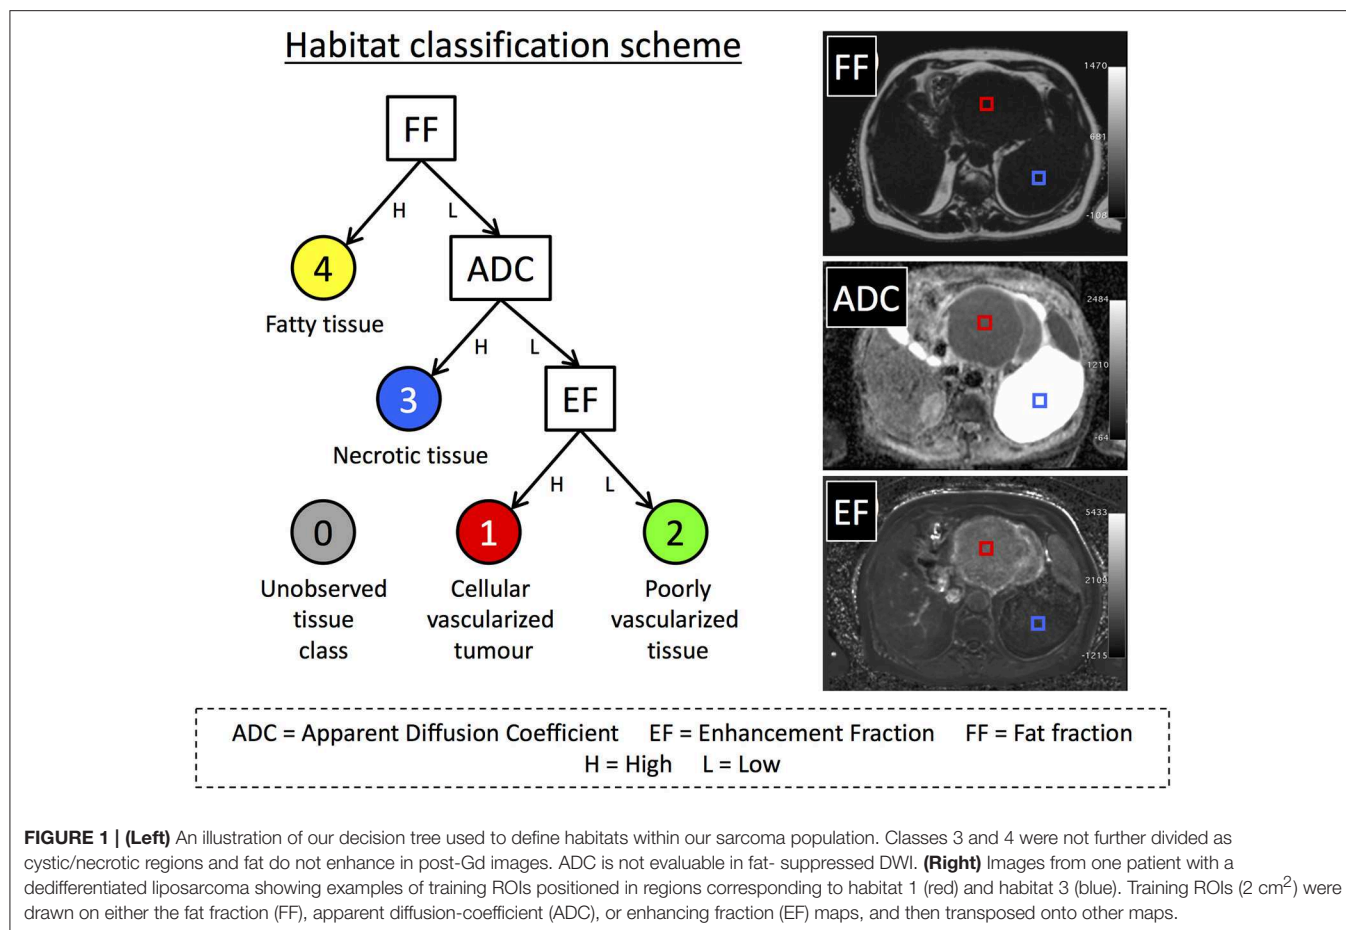 Habitat classification scheme
FF
H
L
4
Fatty tissue
ADC
H
L
3
Necrotic tissue
EF
H
L
0
Unobserved
tissue
class
1
Cellular
vascularized
tumour
2
Poorly
vascularized
tissue
FF
1470
681
-108
ADC
2484
1210
-64
EF
5433
2109
-1215
ADC = Apparent Diffusion Coefficient EF = Enhancement Fraction FF = Fat fraction
H = High L = Low
FIGURE 1 | (Left) An illustration of our decision tree used to define habitats within our sarcoma population. Classes 3 and 4 were not further divided as
cystic/necrotic regions and fat do not enhance in post-Gd images. ADC is not evaluable in fat- suppressed DWI. (Right) Images from one patient with a
dedifferentiated liposarcoma showing examples of training ROIs positioned in regions corresponding to habitat 1 (red) and habitat 3 (blue). Training ROIs (2 cm²) were
drawn on either the fat fraction (FF), apparent diffusion-coefficient (ADC), or enhancing fraction (EF) maps, and then transposed onto other maps.